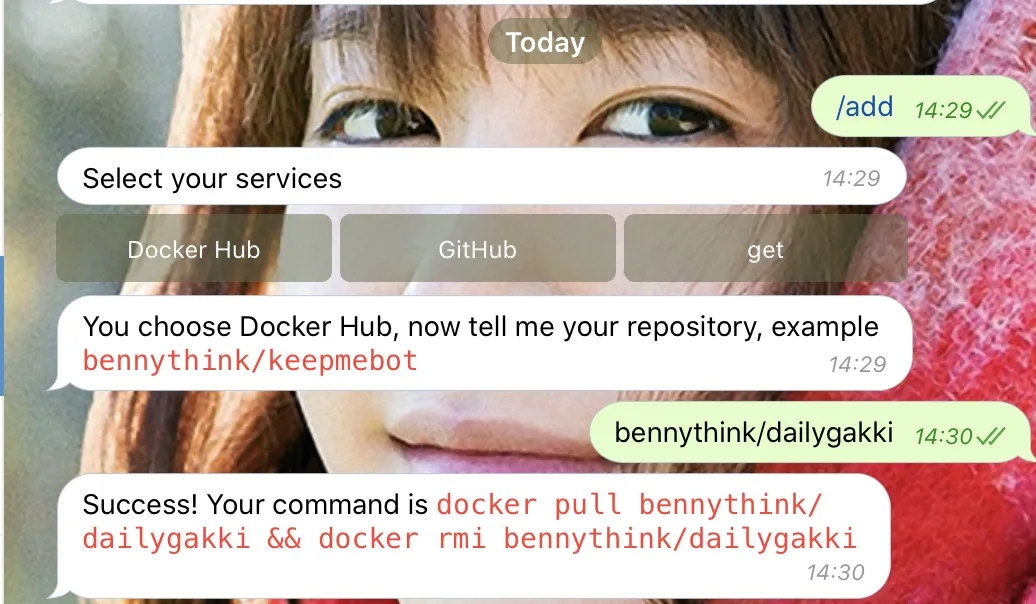 Today
/add 14:29
Select your services 14:29
Docker Hub GitHub get
You choose Docker Hub, now tell me your repository, example
bennythink/keepmebot 14:29
bennythink/dailygakki 14:30
Success! Your command is docker pull bennythink/
dailygakki && docker rmi bennythink/dailygakki
14:30